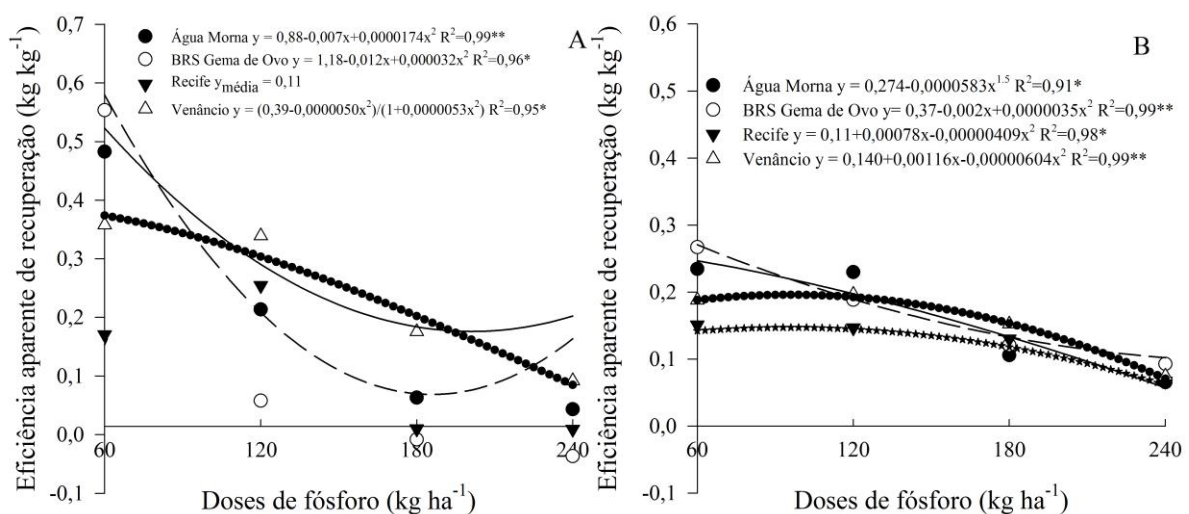 Eficiência aparente de recuperação (kg kg⁻¹)
0,7
0,6
0,5
0,4
0,3
0,2
0,1
0,0
-0,1
A
Água Morna y = 0,88-0,007x+0,0000174x² R²=0,99**
BRS Gema de Ovo y = 1,18-0,012x+0,000032x² R²=0,96*
Recife y média = 0,11
Venâncio y = (0,39-0,0000050x²)/(1+0,0000053x²) R²=0,95*
60 120 180 240
Doses de fósforo (kg ha⁻¹)
Eficiência aparente de recuperação (kg kg⁻¹)
0,6
0,5
0,4
0,3
0,2
0,1
0,0
-0,1
B
Água Morna y = 0,274-0,0000583x¹·⁵ R²=0,91*
BRS Gema de Ovo y= 0,37-0,002x+0,0000035x² R²=0,99**
Recife y = 0,11+0,00078x-0,00000409x² R²=0,98*
Venâncio y = 0,140+0,00116x-0,00000604x² R²=0,99**
60 120 180 240
Doses de fósforo (kg ha⁻¹)